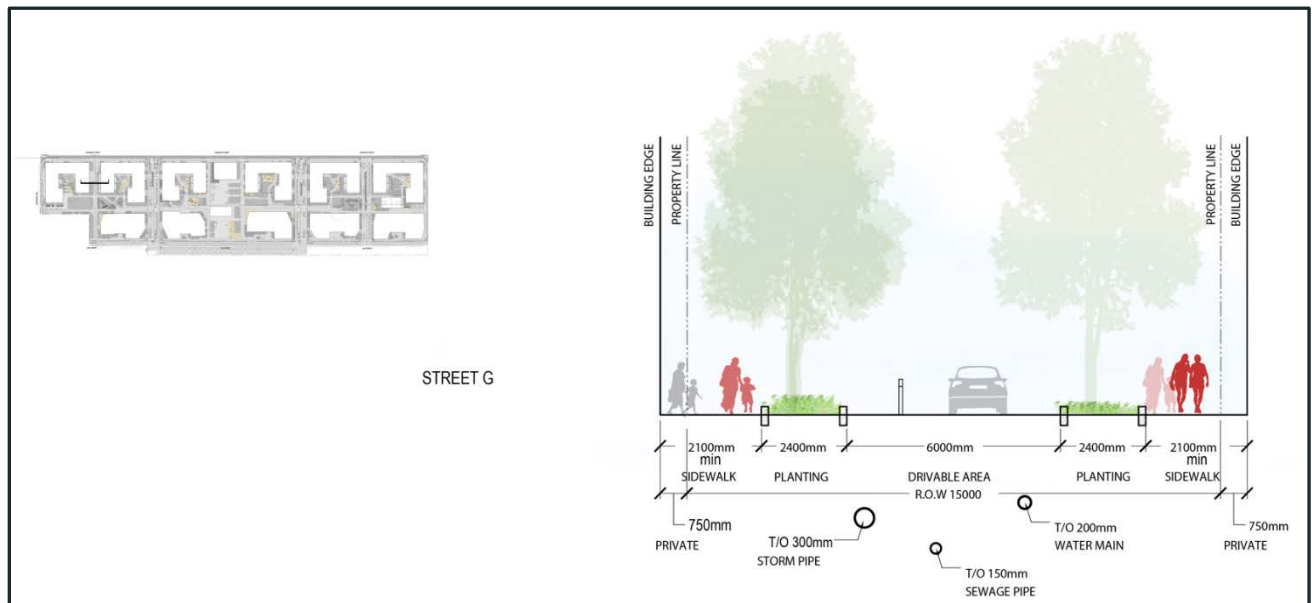 STREET G
BUILDING EDGE
PROPERTY LINE
PROPERTY LINE
BUILDING EDGE
2100mm
min
SIDEWALK
2400mm
PLANTING
6000mm
DRIVABLE AREA
R.O.W 15000
2400mm
PLANTING
2100mm
min
SIDEWALK
750mm
PRIVATE
T/O 300mm
STORM PIPE
T/O 150mm
SEWAGE PIPE
T/O 200mm
WATER MAIN
750mm
PRIVATE